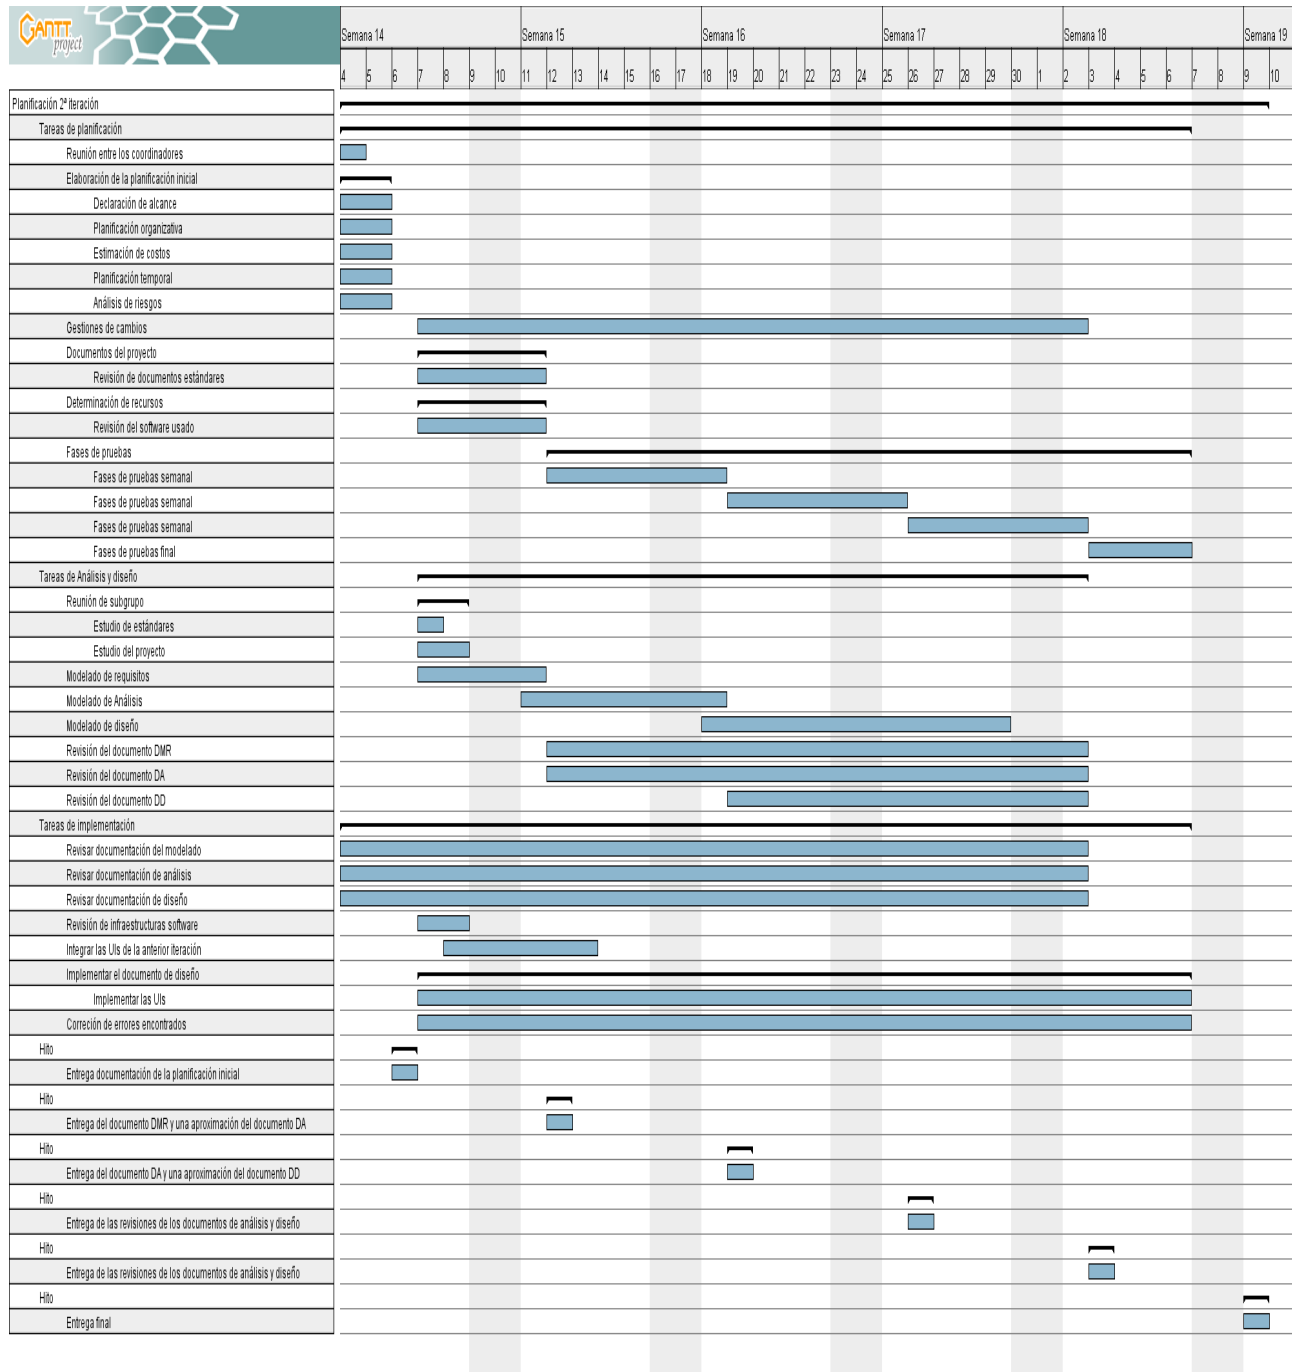 GANTT
project
Semana 14 Semana 15 Semana 16 Semana 17 Semana 18 Semana 19
4 5 6 7 8 9 10 11 12 13 14 15 16 17 18 19 20 21 22 23 24 25 26 27 28 29 30 1 2 3 4 5 6 7 8 9 10
Planificación 2ª iteración
Tareas de planificación
Reunión entre los coordinadores
Elaboración de la planificación inicial
Declaración de alcance
Planificación organizativa
Estimación de costos
Planificación temporal
Análisis de riesgos
Gestiones de cambios
Documentos del proyecto
Revisión de documentos estándares
Determinación de recursos
Revisión del software usado
Fases de pruebas
Fases de pruebas semanal
Fases de pruebas semanal
Fases de pruebas semanal
Fases de pruebas final
Tareas de Análisis y diseño
Reunión de subgrupo
Estudio de estándares
Estudio del proyecto
Modelado de requisitos
Modelado de Análisis
Modelado de diseño
Revisión del documento DMR
Revisión del documento DA
Revisión del documento DD
Tareas de implementación
Revisar documentación del modelado
Revisar documentación de análisis
Revisar documentación de diseño
Revisión de infraestructuras software
Integrar las UIs de la anterior iteración
Implementar el documento de diseño
Implementar las UIs
Correción de errores encontrados
Hito
Entrega documentación de la planificación inicial
Hito
Entrega del documento DMR y una aproximación del documento DA
Hito
Entrega del documento DA y una aproximación del documento DD
Hito
Entrega de las revisiones de los documentos de análisis y diseño
Hito
Entrega de las revisiones de los documentos de análisis y diseño
Hito
Entrega final